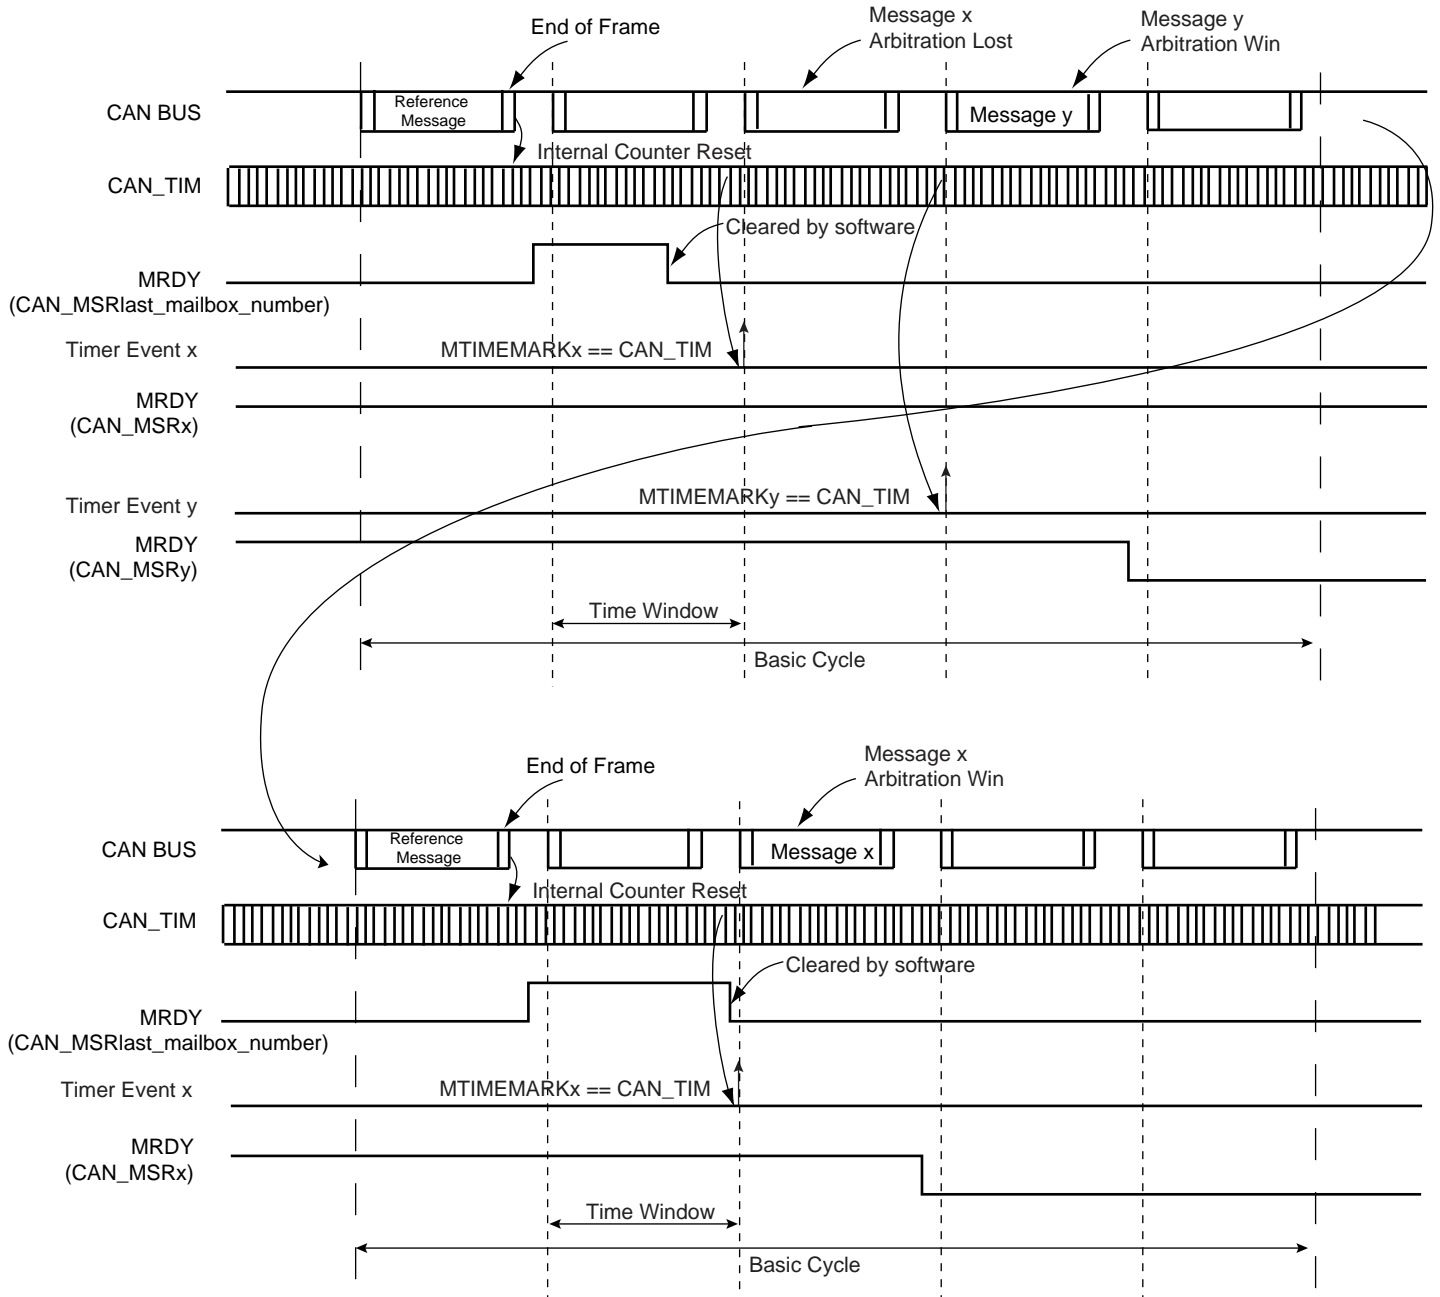 End of Frame
Message x
Arbitration Lost
Message y
Arbitration Win
CAN BUS
Reference
Message
Message y
Internal Counter Reset
CAN_TIM
Cleared by software
MRDY
(CAN_MSRlast_mailbox_number)
Timer Event x
MTIMEMARKx == CAN_TIM
MRDY
(CAN_MSRx)
Timer Event y
MTIMEMARKy == CAN_TIM
MRDY
(CAN_MSRy)
Time Window
Basic Cycle
End of Frame
Message x
Arbitration Win
CAN BUS
Reference
Message
Message x
Internal Counter Reset
CAN_TIM
Cleared by software
MRDY
(CAN_MSRlast_mailbox_number)
Timer Event x
MTIMEMARKx == CAN_TIM
MRDY
(CAN_MSRx)
Time Window
Basic Cycle